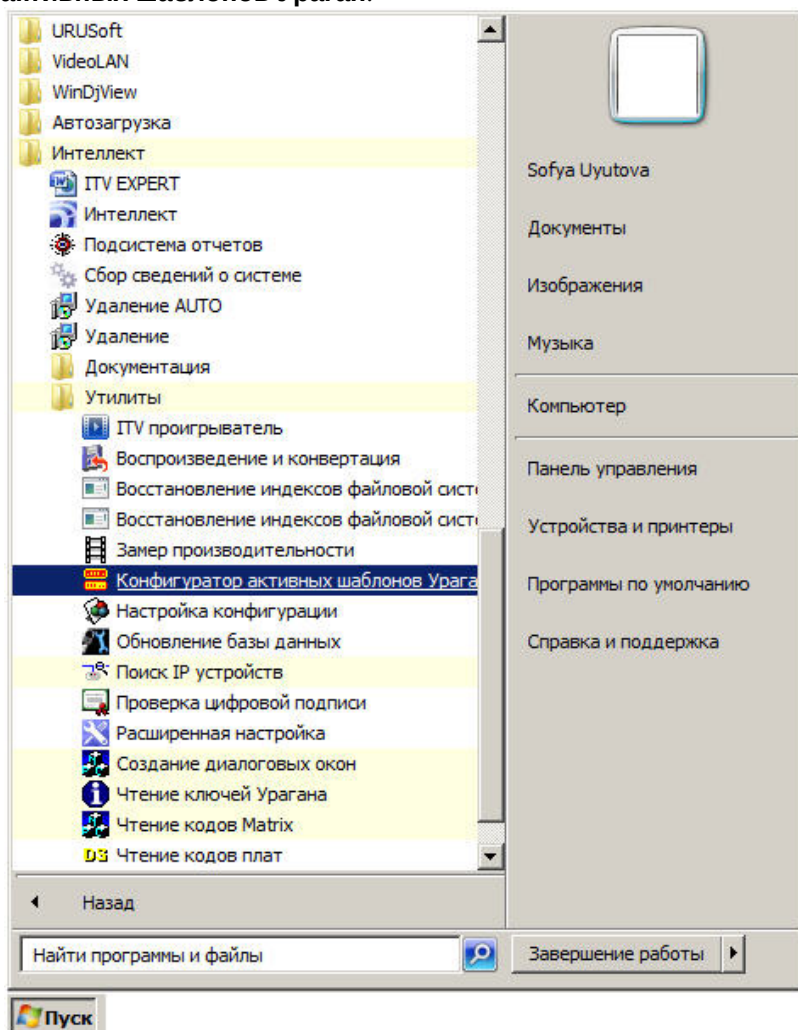 URUSoft
VideoLAN
WinDjView
Автозагрузка
Интеллект
ITV EXPERT
Интеллект
Подсистема отчетов
Сбор сведений о системе
Удаление AUTO
Удаление
Документация
Утилиты
ITV проигрыватель
Воспроизведение и конвертация
Восстановление индексов файловой
Восстановление индексов файловой
Замер производительности
Конфигуратор активных шаблонов
Настройка конфигурации
Обновление базы данных
Поиск IP устройств
Проверка цифровой подписи
Расширенная настройка
Создание диалоговых окон
Чтение ключей Урагана
Чтение кодов Matrix
Чтение кодов плат
Назад
Найти программы и файлы
Пуск
Sofya Uyutova
Документы
Изображения
Музыка
Компьютер
Панель управления
Устройства и принтеры
Программы по умолчанию
Справка и поддержка
Завершение работы